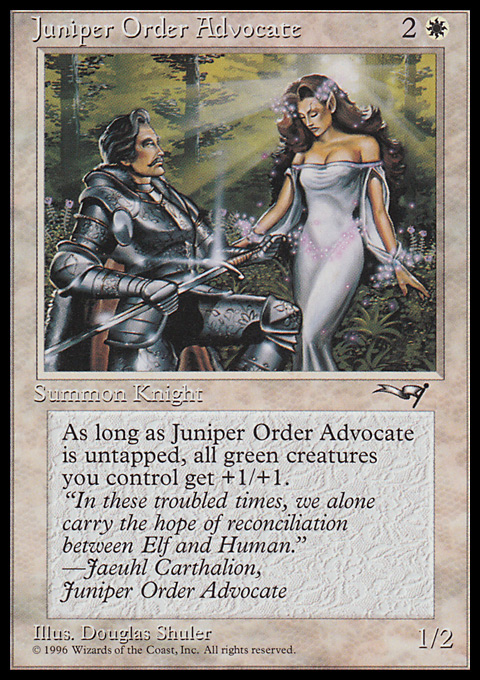 Juniper Order Advocate
2
Summon Knight
As long as Juniper Order Advocate
is untapped, all green creatures
you control get +1/+1.
“In these troubled times, we alone
carry the hope of reconciliation
between Elf and Human.”
—Jaeuhl Carthalion,
Juniper Order Advocate
Illus. Douglas Shuler
1/2
© 1996 Wizards of the Coast, Inc. All rights reserved.